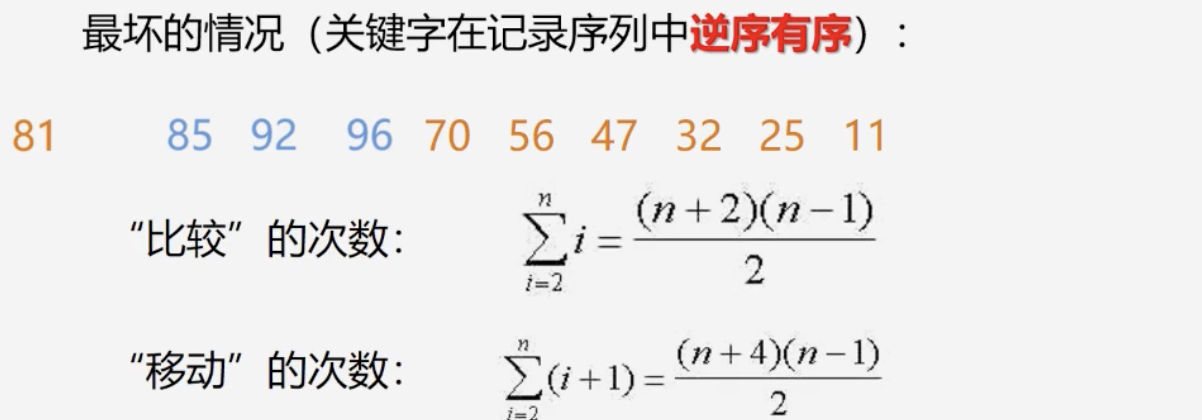 最坏的情况（关键字在记录序列中逆序有序）：
81 85 92 96 70 56 47 32 25 11
“比较”的次数： \sum_{i=2}^{n} i = \frac{(n+2)(n-1)}{2}
“移动”的次数： \sum_{i=2}^{n} (i+1) = \frac{(n+4)(n-1)}{2}